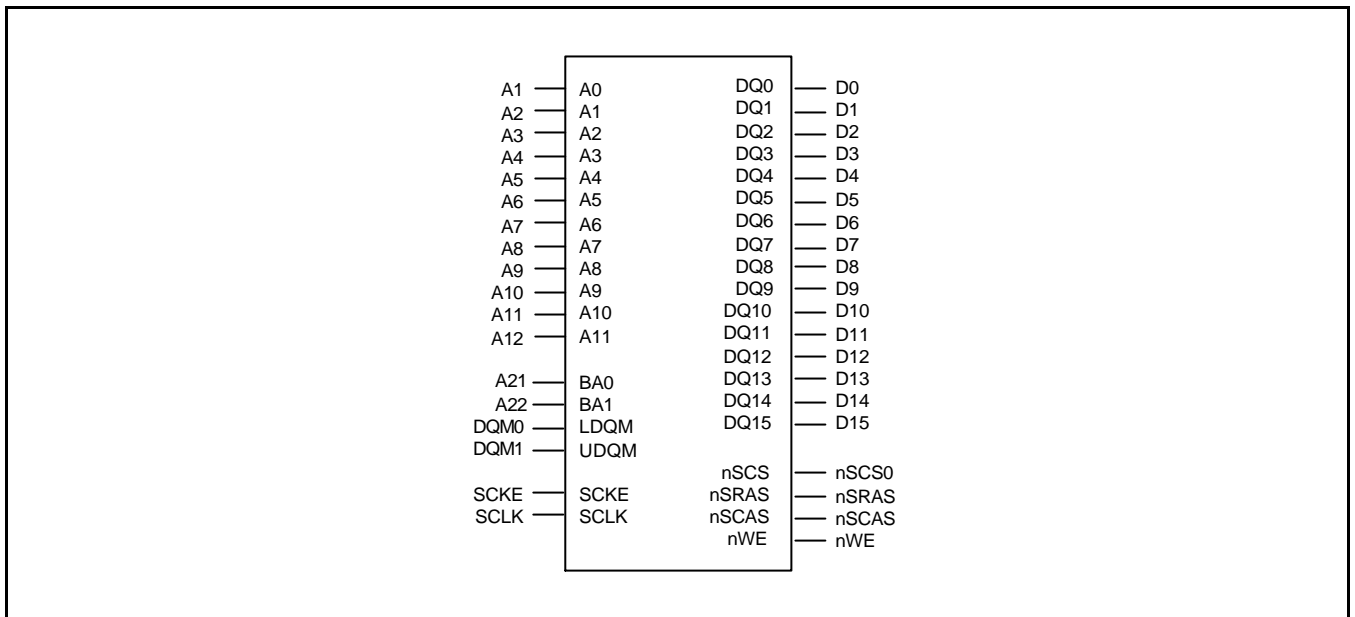 A1 A0 DQ0 D0
A2 A1 DQ1 D1
A3 A2 DQ2 D2
A4 A3 DQ3 D3
A5 A4 DQ4 D4
A6 A5 DQ5 D5
A7 A6 DQ6 D6
A8 A7 DQ7 D7
A9 A8 DQ8 D8
A10 A9 DQ9 D9
A11 A10 DQ10 D10
A12 A11 DQ11 D11
DQ12 D12
A21 BA0 DQ13 D13
A22 BA1 DQ14 D14
DQM0 LDQM DQ15 D15
DQM1 UDQM
nSCS nSCS0
SCKE SCKE nSRAS nSRAS
SCLK SCLK nSCAS nSCAS
nWE nWE